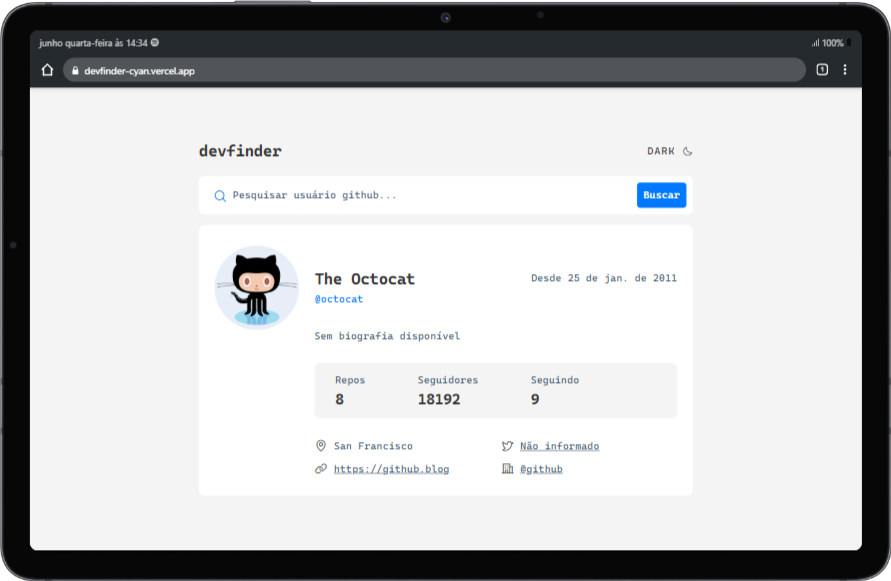 junho quarta-feira às 14:34
100%
devfinder-cyan.vercel.app
1
devfinder
DARK
Pesquisar usuário github...
Buscar
The Octocat
Desde 25 de jan. de 2011
@octocat
Sem biografia disponível
Repos Seguidores Seguindo
8 18192 9
San Francisco Não informado
https://github.blog @github